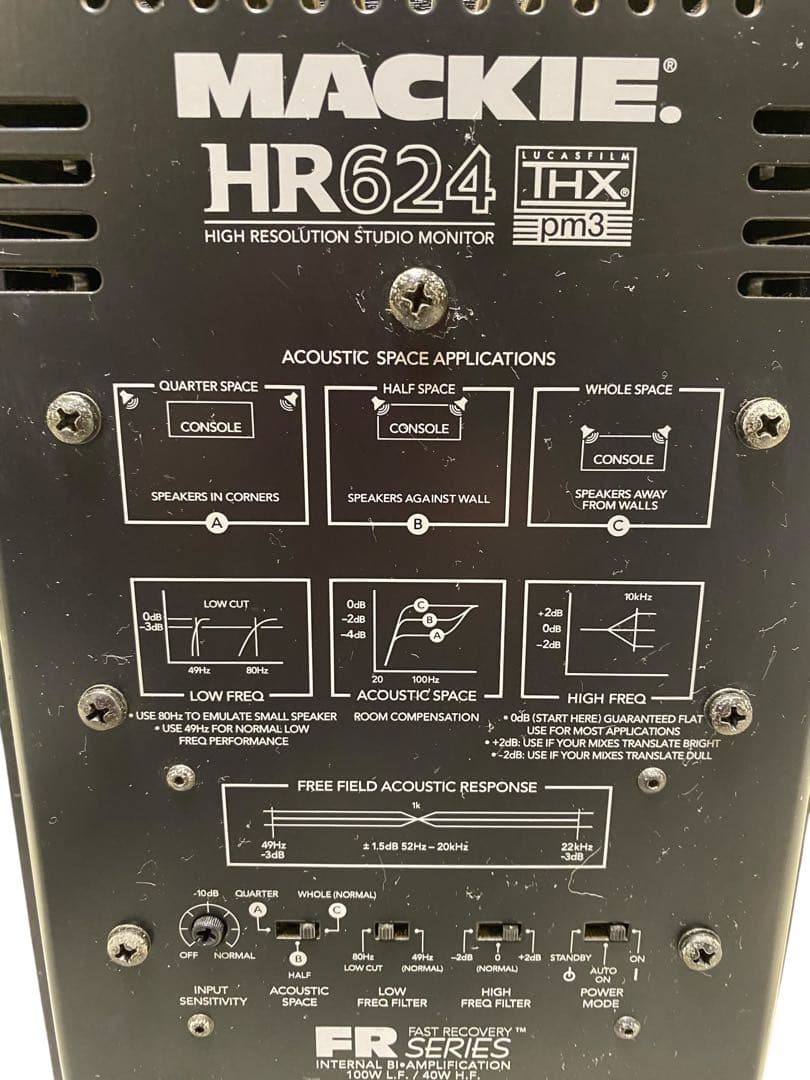 MACKIE.®
HR624
LUCASFILM
THX®
pm3
HIGH RESOLUTION STUDIO MONITOR
ACOUSTIC SPACE APPLICATIONS
QUARTER SPACE
CONSOLE
SPEAKERS IN CORNERS
A
HALF SPACE
CONSOLE
SPEAKERS AGAINST WALL
B
WHOLE SPACE
CONSOLE
SPEAKERS AWAY
FROM WALLS
C
LOW CUT
0dB
-3dB
49Hz 80Hz
LOW FREQ
• USE 80Hz TO EMULATE SMALL SPEAKER
• USE 49Hz FOR NORMAL LOW
FREQ PERFORMANCE
0dB
-2dB
-4dB
C
B
A
20 100Hz
ACOUSTIC SPACE
ROOM COMPENSATION
10kHz
+2dB
0dB
-2dB
HIGH FREQ
• 0dB (START HERE) GUARANTEED FLAT
USE FOR MOST APPLICATIONS
• +2dB: USE IF YOUR MIXES TRANSLATE BRIGHT
• -2dB: USE IF YOUR MIXES TRANSLATE DULL
FREE FIELD ACOUSTIC RESPONSE
1k
49Hz ± 1.5dB 52Hz – 20kHz 22kHz
-3dB -3dB
-10dB
OFF NORMAL
INPUT
SENSITIVITY
QUARTER WHOLE (NORMAL)
A C
B
HALF
ACOUSTIC
SPACE
80Hz 49Hz
LOW CUT (NORMAL)
LOW
FREQ FILTER
-2dB 0 +2dB
(NORMAL)
HIGH
FREQ FILTER
STANDBY ON
AUTO
ON
POWER
MODE
FR FAST RECOVERY™
SERIES
INTERNAL BI•AMPLIFICATION
100W L.F. / 40W H.F.